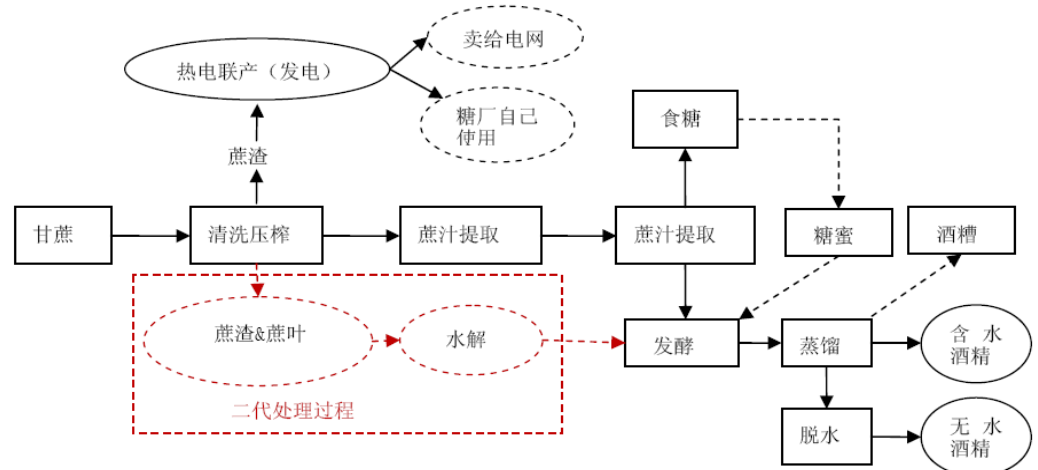 卖给电网
热电联产（发电）
糖厂自己
使用
食糖
蔗渣
甘蔗
清洗压榨
蔗汁提取
蔗汁提取
糖蜜
酒糟
蔗渣&蔗叶
水解
发酵
蒸馏
含 水
酒精
二代处理过程
脱水
无 水
酒精